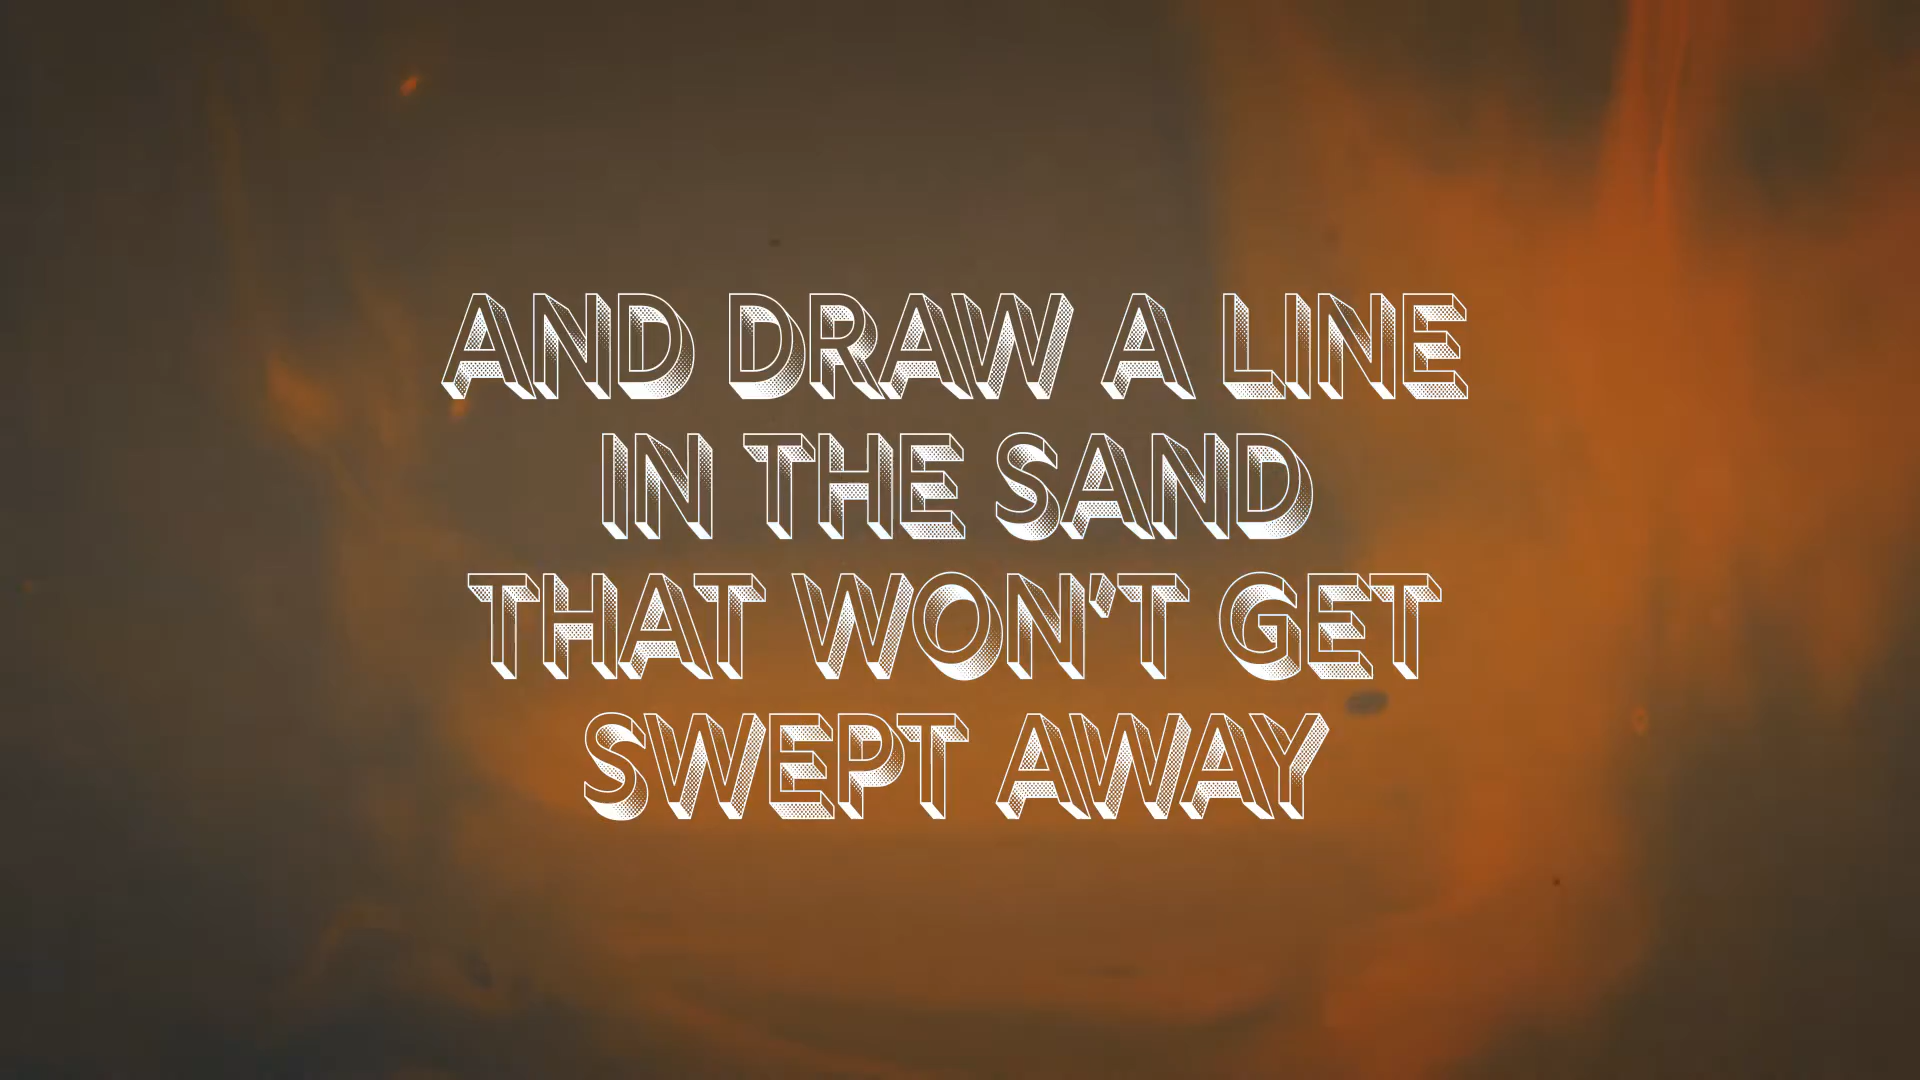 AND DRAW A LINE
IN THE SAND
THAT WON'T GET
SWEPT AWAY